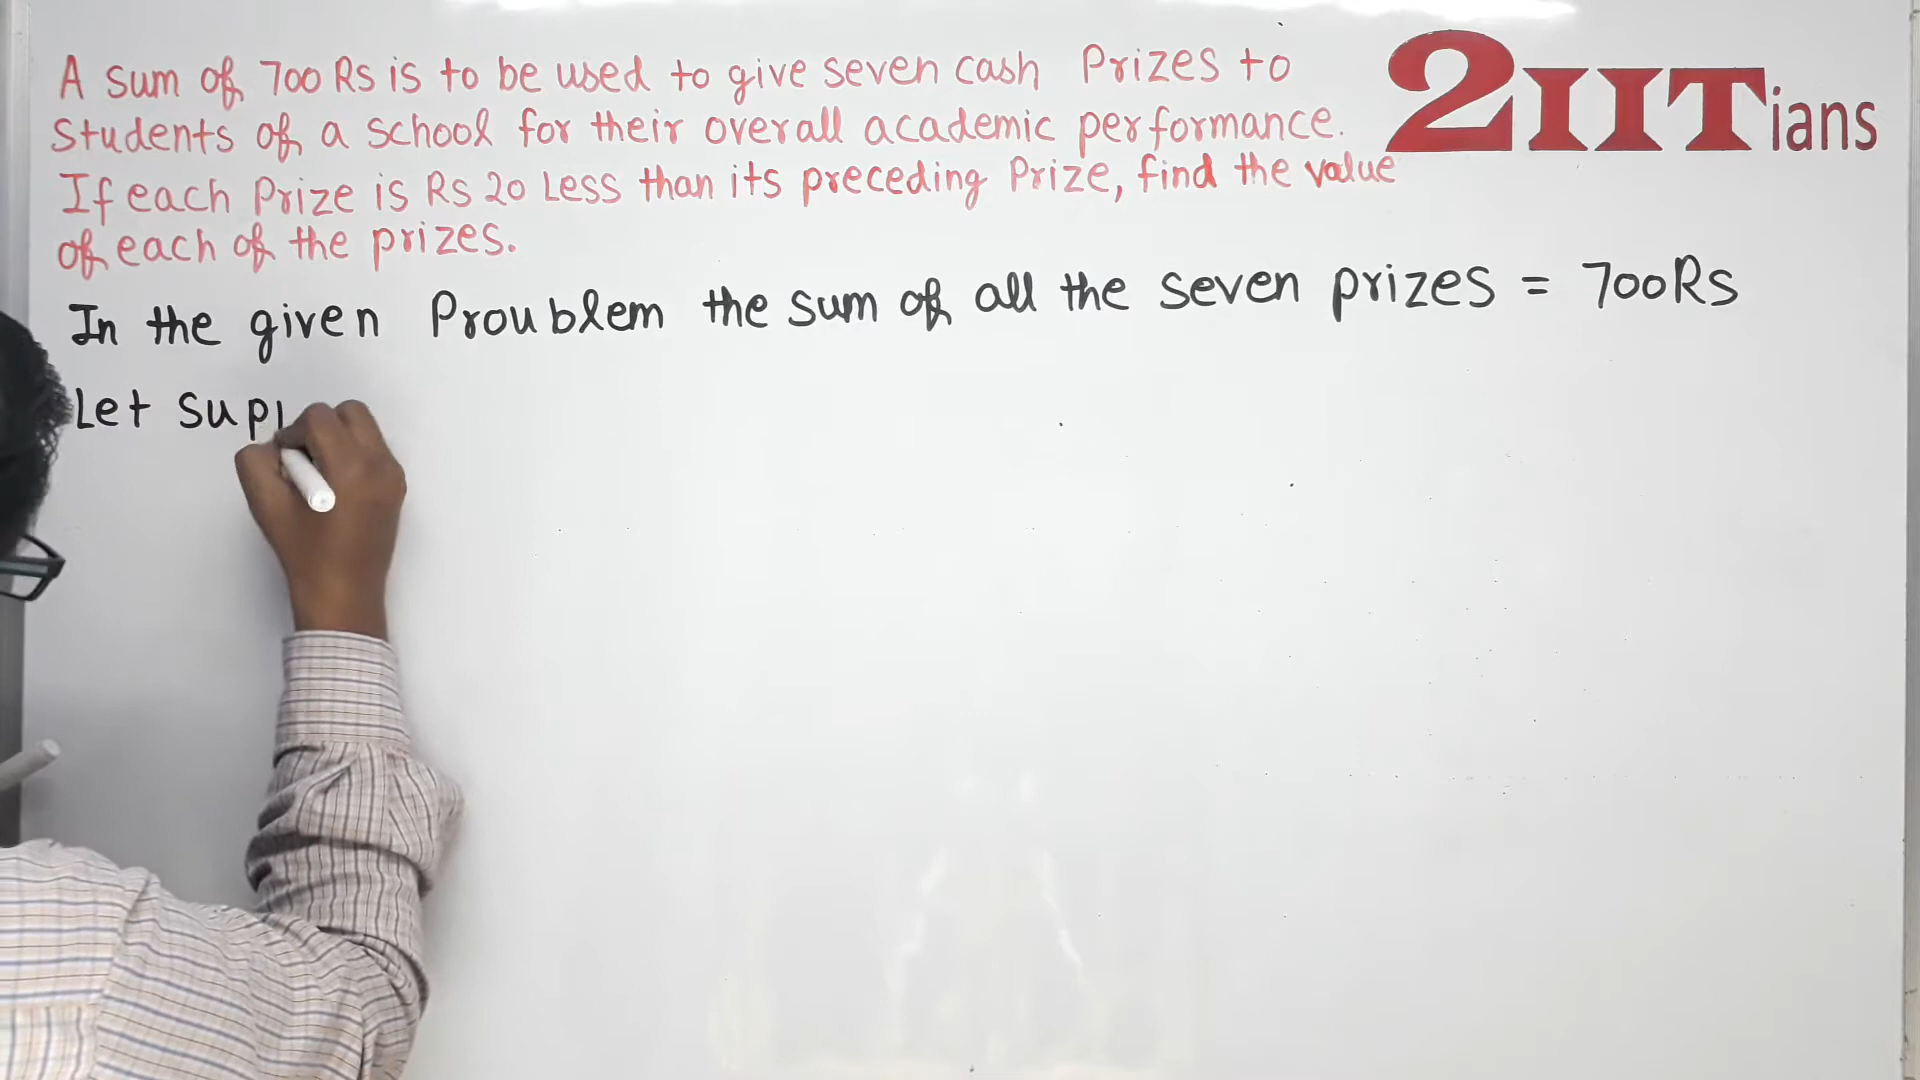 A sum of 700 Rs is to be used to give seven cash Prizes to
Students of a School for their overall academic performance.
If each Prize is Rs 20 Less than its preceding Prize, find the value
of each of the prizes.
2IITians
In the given Proublem the sum of all the seven prizes = 700Rs
Let